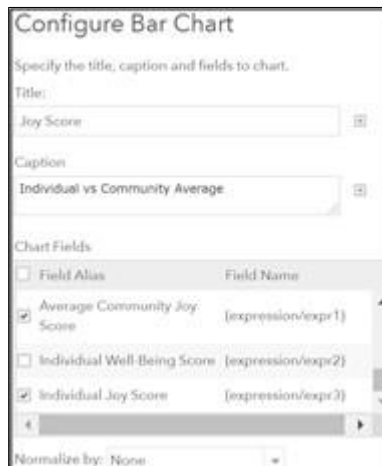 Configure Bar Chart
Specify the title, caption and fields to chart.
Title:
Joy Score
Caption
Individual vs Community Average
Chart Fields
Field Alias Field Name
Average Community Joy {expression/expr1}
Score
Individual Well-Being Score {expression/expr2}
Individual Joy Score {expression/expr3}
Normalize by: None